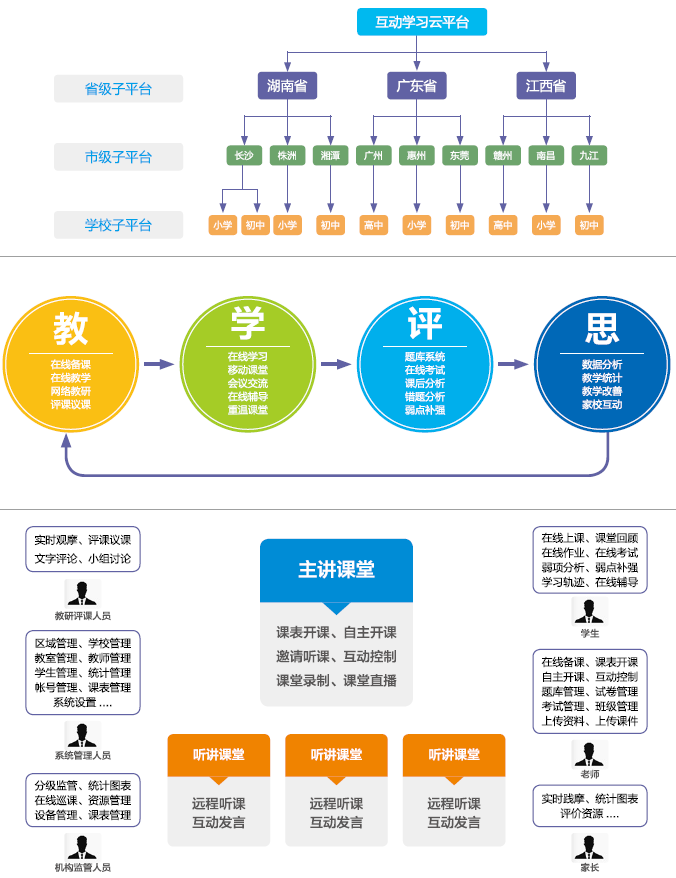 互动学习云平台
省级子平台
湖南省
广东省
江西省
市级子平台
长沙
株洲
湘潭
广州
惠州
东莞
赣州
南昌
九江
学校子平台
小学
初中
小学
初中
高中
小学
初中
高中
小学
初中
教
在线备课
在线教学
网络教研
评课议课
学
在线学习
移动课堂
会议交流
在线辅导
重温课堂
评
题库系统
在线考试
课后分析
错题分析
弱点补强
思
数据分析
教学统计
教学改善
家校互动
实时观摩、评课议课
文字评论、小组讨论
教研评课人员
区域管理、学校管理
教室管理、教师管理
学生管理、统计管理
帐号管理、课表管理
系统设置 ....
系统管理人员
分级监管、统计图表
在线巡课、资源管理
设备管理、课表管理
机构监管人员
主讲课堂
课表开课、自主开课
邀请听课、互动控制
课堂录制、课堂直播
听讲课堂
远程听课
互动发言
听讲课堂
远程听课
互动发言
听讲课堂
远程听课
互动发言
在线上课、课堂回顾
在线作业、在线考试
弱项分析、弱点补强
学习轨迹、在线辅导
学生
在线备课、课表开课
自主开课、互动控制
题库管理、试卷管理
考试管理、班级管理
上传资料、上传课件
老师
实时践摩、统计图表
评价资源 ....
家长